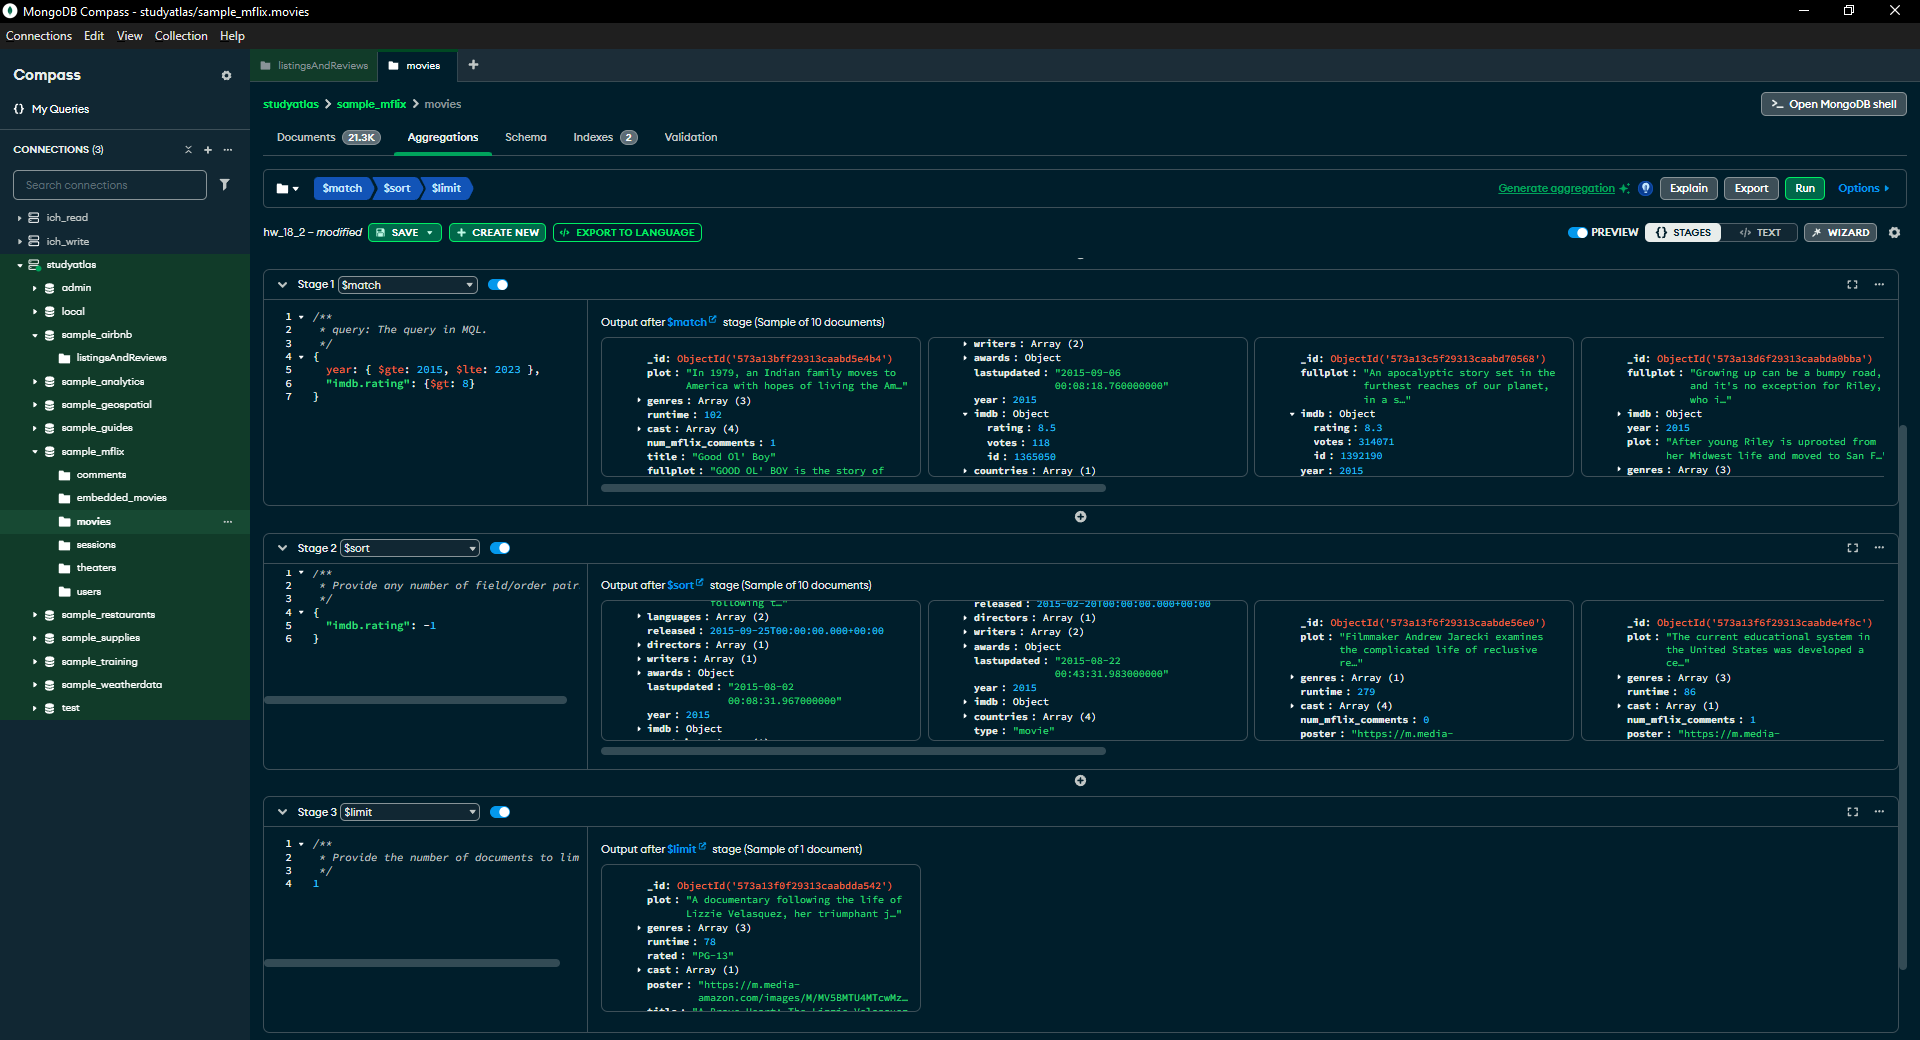 MongoDB Compass - studyatlas/sample_mflix.movies
Connections Edit View Collection Help
Compass
{} My Queries
CONNECTIONS (3)
Search connections
ich_read
ich_write
studyatlas
admin
local
sample_airbnb
listingsAndReviews
sample_analytics
sample_geospatial
sample_guides
sample_mflix
comments
embedded_movies
movies
sessions
theaters
users
sample_restaurants
sample_supplies
sample_training
sample_weatherdata
test
listingsAndReviews movies
studyatlas > sample_mflix > movies
>_ Open MongoDB shell
Documents 21.3K Aggregations Schema Indexes 2 Validation
$match $sort $limit
Generate aggregation Explain Export Run Options
hw_18_2 – modified SAVE + CREATE NEW </> EXPORT TO LANGUAGE
PREVIEW {} STAGES </> TEXT WIZARD
Stage 1 $match
1 /**
2 * query: The query in MQL.
3 */
4 {
5 year: { $gte: 2015, $lte: 2023 },
6 "imdb.rating": {$gt: 8}
7 }
Output after $match stage (Sample of 10 documents)
_id: ObjectId('573a13bff29313caabd5e4b4')
plot : "In 1979, an Indian family moves to
America with hopes of living the Am…"
genres : Array (3)
runtime : 102
cast : Array (4)
num_mflix_comments : 1
title : "Good Ol' Boy"
fullplot : "GOOD OL' BOY is the story of
writers : Array (2)
awards : Object
lastupdated : "2015-09-06
00:08:18.760000000"
year : 2015
imdb : Object
rating : 8.5
votes : 118
id : 1365050
countries : Array (1)
_id: ObjectId('573a13c5f29313caabd70568')
fullplot : "An apocalyptic story set in the
furthest reaches of our planet,
in a s…"
imdb : Object
rating : 8.3
votes : 314071
id : 1392190
year : 2015
_id: ObjectId('573a13d6f29313caabda0bba')
fullplot : "Growing up can be a bumpy road,
and it's no exception for Riley,
who i…"
imdb : Object
year : 2015
plot : "After young Riley is uprooted from
her Midwest life and moved to San F…"
genres : Array (3)
Stage 2 $sort
1 /**
2 * Provide any number of field/order pair
3 */
4 {
5 "imdb.rating": -1
6 }
Output after $sort stage (Sample of 10 documents)
following t…"
languages : Array (2)
released : 2015-09-25T00:00:00.000+00:00
directors : Array (1)
writers : Array (1)
awards : Object
lastupdated : "2015-08-02
00:08:31.967000000"
year : 2015
imdb : Object
released : 2015-02-20T00:00:00.000+00:00
directors : Array (1)
writers : Array (2)
awards : Object
lastupdated : "2015-08-22
00:43:31.983000000"
year : 2015
imdb : Object
countries : Array (4)
type : "movie"
_id: ObjectId('573a13f6f29313caabde56e0')
plot : "Filmmaker Andrew Jarecki examines
the complicated life of reclusive
re…"
genres : Array (1)
runtime : 279
cast : Array (4)
num_mflix_comments : 0
poster : "https://m.media-
_id: ObjectId('573a13f6f29313caabde4f8c')
plot : "The current educational system in
the United States was developed a
ce…"
genres : Array (3)
runtime : 86
cast : Array (1)
num_mflix_comments : 1
poster : "https://m.media-
Stage 3 $limit
1 /**
2 * Provide the number of documents to lim
3 */
4 1
Output after $limit stage (Sample of 1 document)
_id: ObjectId('573a13f0f29313caabdda542')
plot : "A documentary following the life of
Lizzie Velasquez, her triumphant j…"
genres : Array (3)
runtime : 78
rated : "PG-13"
cast : Array (1)
poster : "https://m.media-
amazon.com/images/M/MV5BMTU4MTcwMz…
title : "A Brave Heart: The Lizzie Velasquez